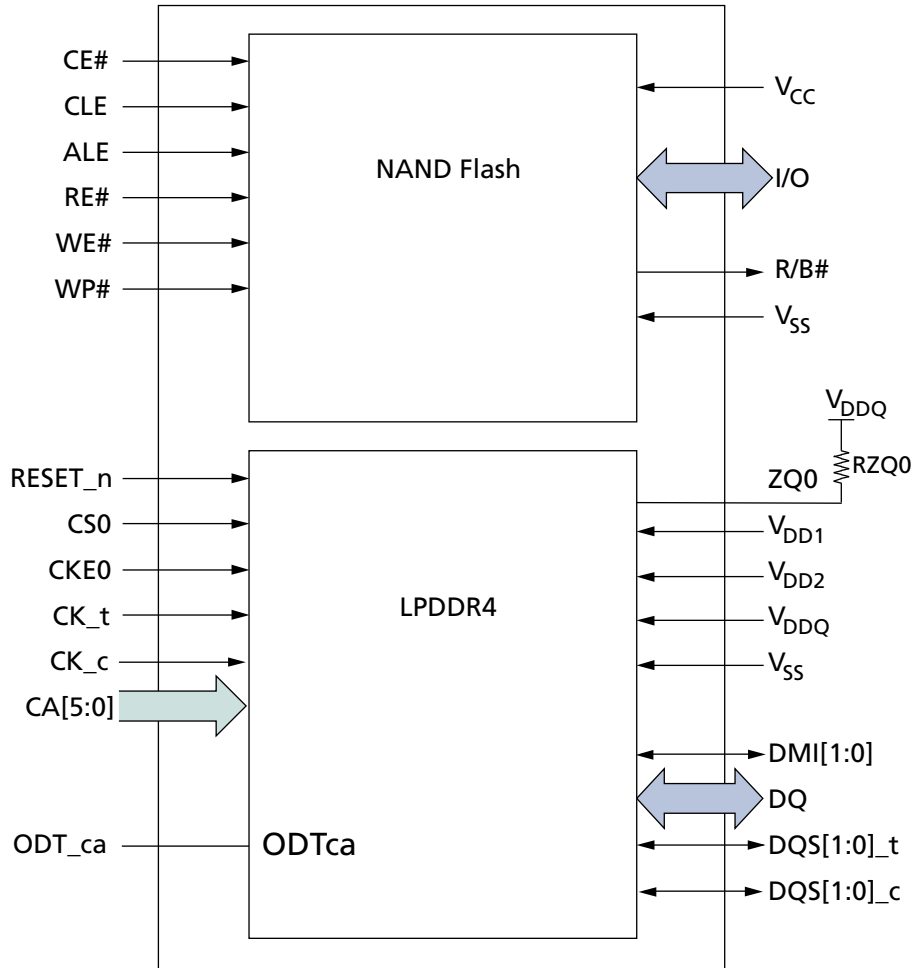 CE#
CLE
ALE
RE#
WE#
WP#
NAND Flash
VCC
I/O
R/B#
VSS
VDDQ
RZQ0
ZQ0
RESET_n
CS0
CKE0
CK_t
CK_c
CA[5:0]
ODT_ca
LPDDR4
ODTca
VDD1
VDD2
VDDQ
VSS
DMI[1:0]
DQ
DQS[1:0]_t
DQS[1:0]_c